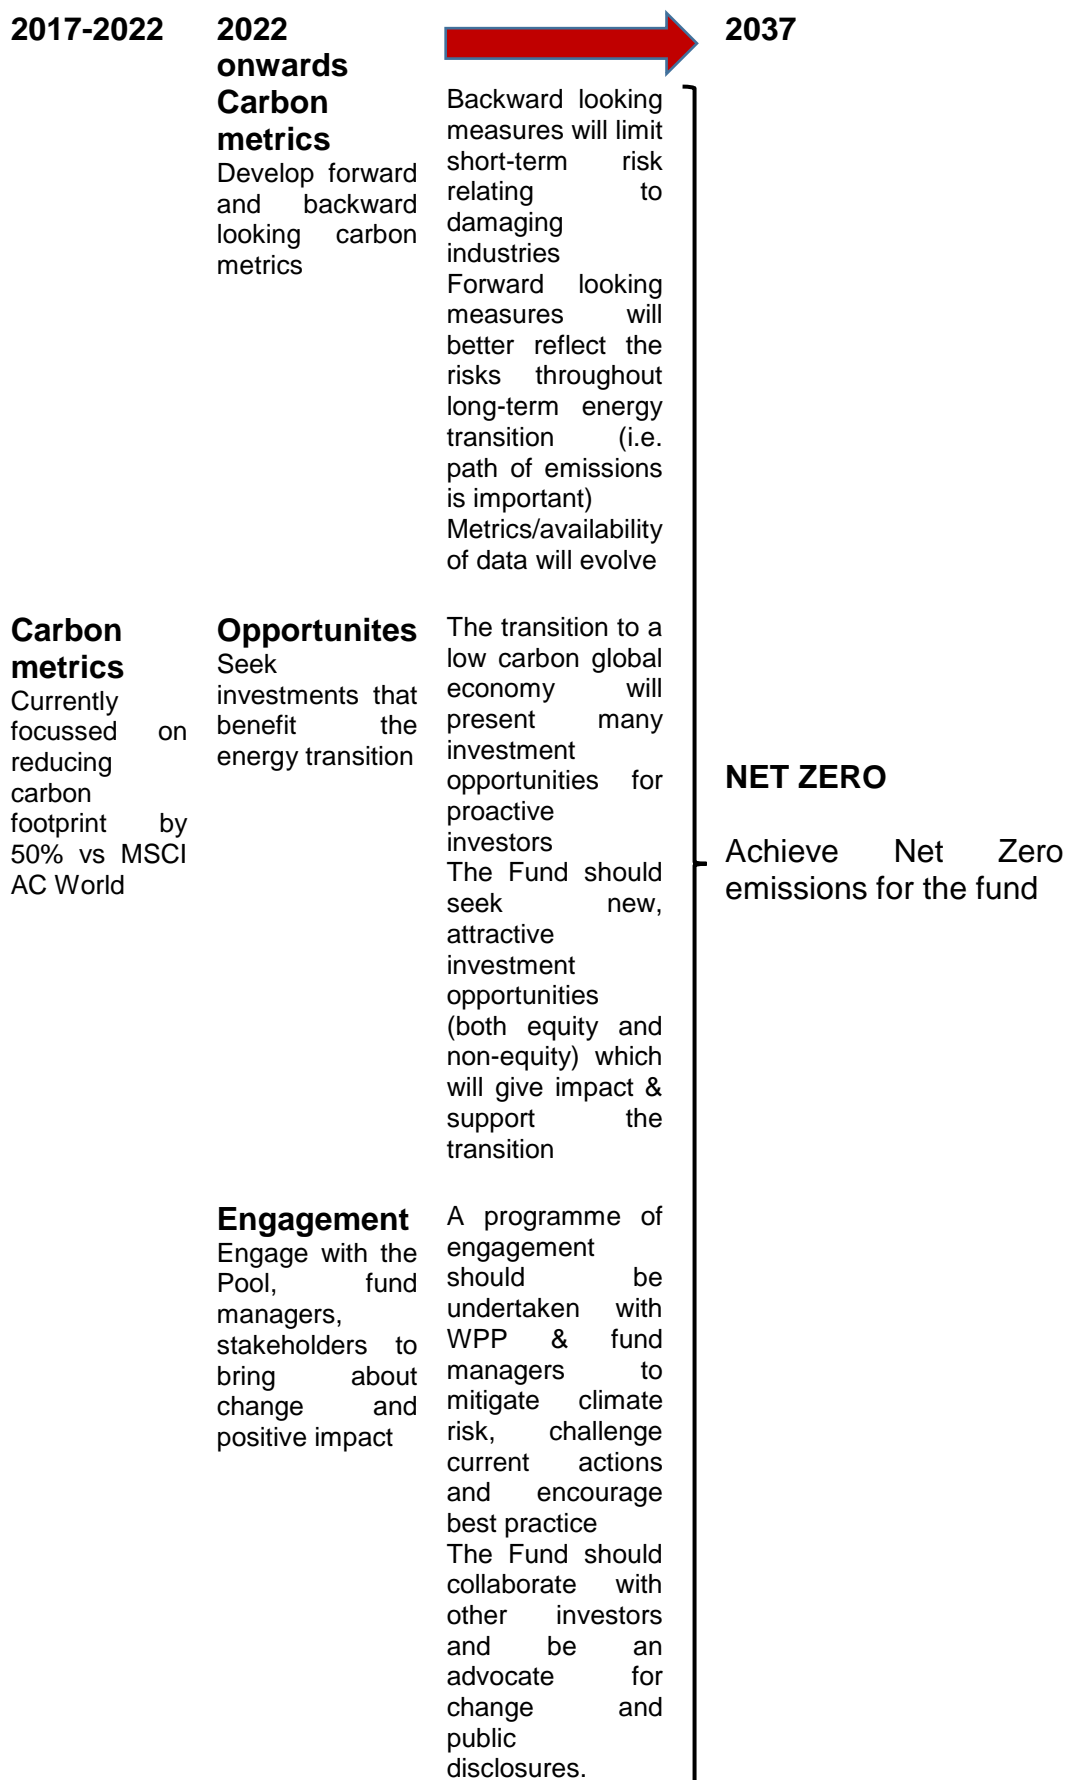 2017-2022
2022
onwards
Carbon
metrics
Develop forward
and backward
looking carbon
metrics
Backward looking
measures will limit
short-term risk
relating to
damaging
industries
Forward looking
measures will
better reflect the
risks throughout
long-term energy
transition (i.e.
path of emissions
is important)
Metrics/availability
of data will evolve
2037
Carbon
metrics
Currently
focussed on
reducing
carbon
footprint by
50% vs MSCI
AC World
Opportunites
Seek
investments that
benefit the
energy transition
The transition to a
low carbon global
economy will
present many
investment
opportunities for
proactive
investors
The Fund should
seek new,
attractive
investment
opportunities
(both equity and
non-equity) which
will give impact &
support the
transition
NET ZERO
Achieve Net Zero
emissions for the fund
Engagement
Engage with the
Pool, fund
managers,
stakeholders to
bring about
change and
positive impact
A programme of
engagement
should be
undertaken with
WPP & fund
managers to
mitigate climate
risk, challenge
current actions
and encourage
best practice
The Fund should
collaborate with
other investors
and be an
advocate for
change and
public
disclosures.